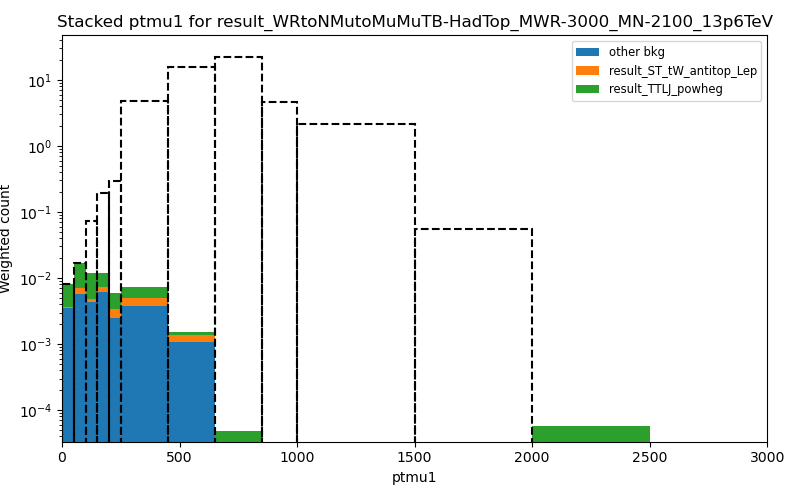 Stacked ptmu1 for result_WRtoNMutoMuMuTB-HadTop_MWR-3000_MN-2100_13p6TeV
other bkg
result_ST_tW_antitop_Lep
result_TTLJ_powheg
Weighted count
10^1
10^0
10^-1
10^-2
10^-3
10^-4
0 500 1000 1500 2000 2500 3000
ptmu1